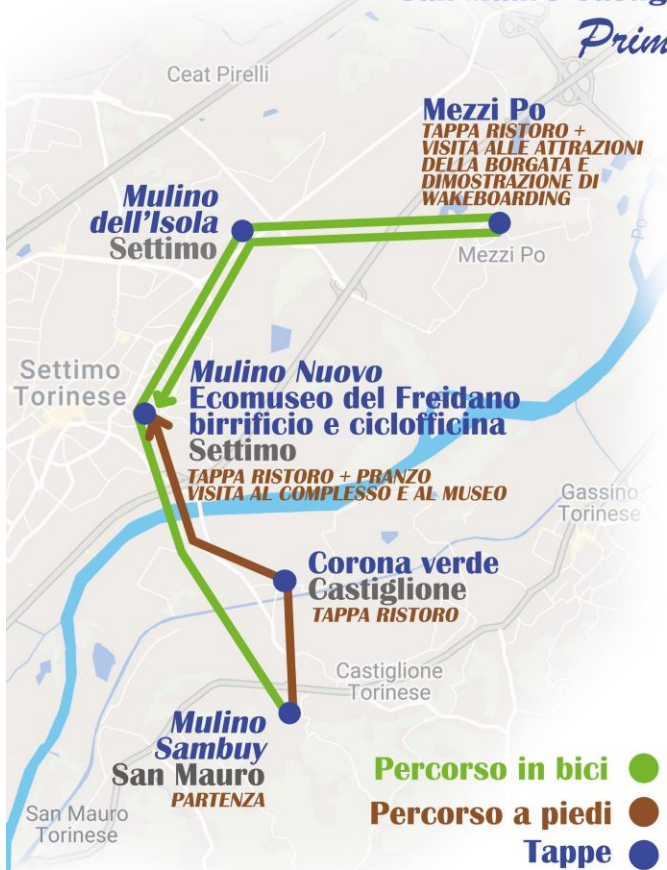 Prim
Ceat Pirelli
Mezzi Po
TAPPA RISTORO +
VISITA ALLE ATTRAZIONI
DELLA BORGATA E
DIMOSTRAZIONE DI
WAKEBOARDING
Mulino
dell'Isola
Settimo
Po
Mezzi Po
Settimo
Torinese
Mulino Nuovo
Ecomuseo del Freidano
birrificio e ciclofficina
Settimo
TAPPA RISTORO + PRANZO
VISITA AL COMPLESSO E AL MUSEO
Gassino
Torinese
Corona verde
Castiglione
TAPPA RISTORO
Castiglione
Torinese
Mulino
Sambuy
San Mauro
PARTENZA
San Mauro
Torinese
Percorso in bici
Percorso a piedi
Tappe